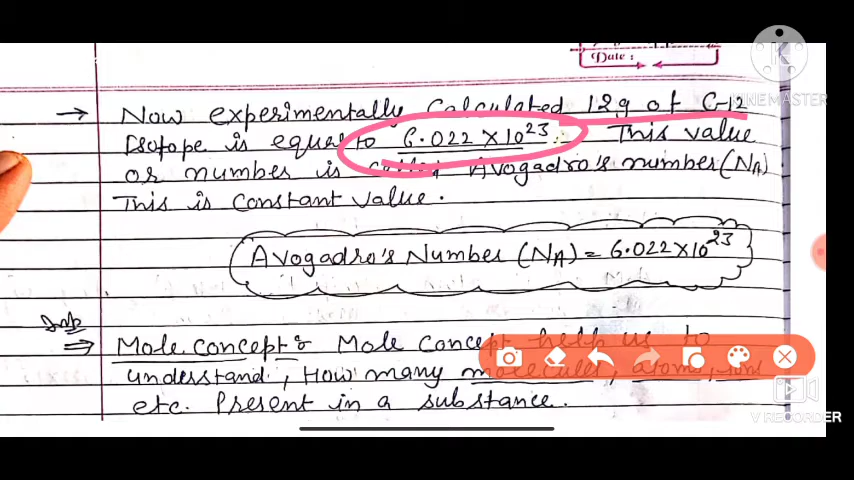 Date:
KINEMASTER
→ Now experimentally calculated 12g of C-12
Isotope is equal to 6.022 × 10²³. This value
or number is called Avogadro's number (NA)
This is Constant value.
Avogadro's Number (NA) = 6.022 × 10²³
Imp
⇒ Mole concept: Mole Concept help us to
understand, How many molecules, atoms, ions
etc. Present in a substance.
V RECORDER